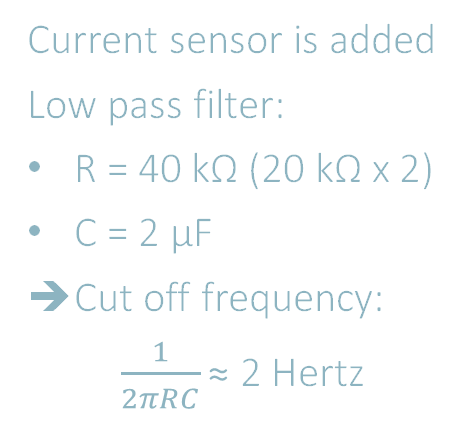 Current sensor is added
Low pass filter:
• R = 40 kΩ (20 kΩ x 2)
• C = 2 µF
➔ Cut off frequency:
1
2πRC ≈ 2 Hertz